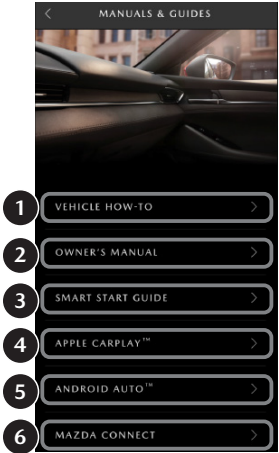 MANUALS & GUIDES
1 VEHICLE HOW-TO
2 OWNER'S MANUAL
3 SMART START GUIDE
4 APPLE CARPLAY™
5 ANDROID AUTO™
6 MAZDA CONNECT